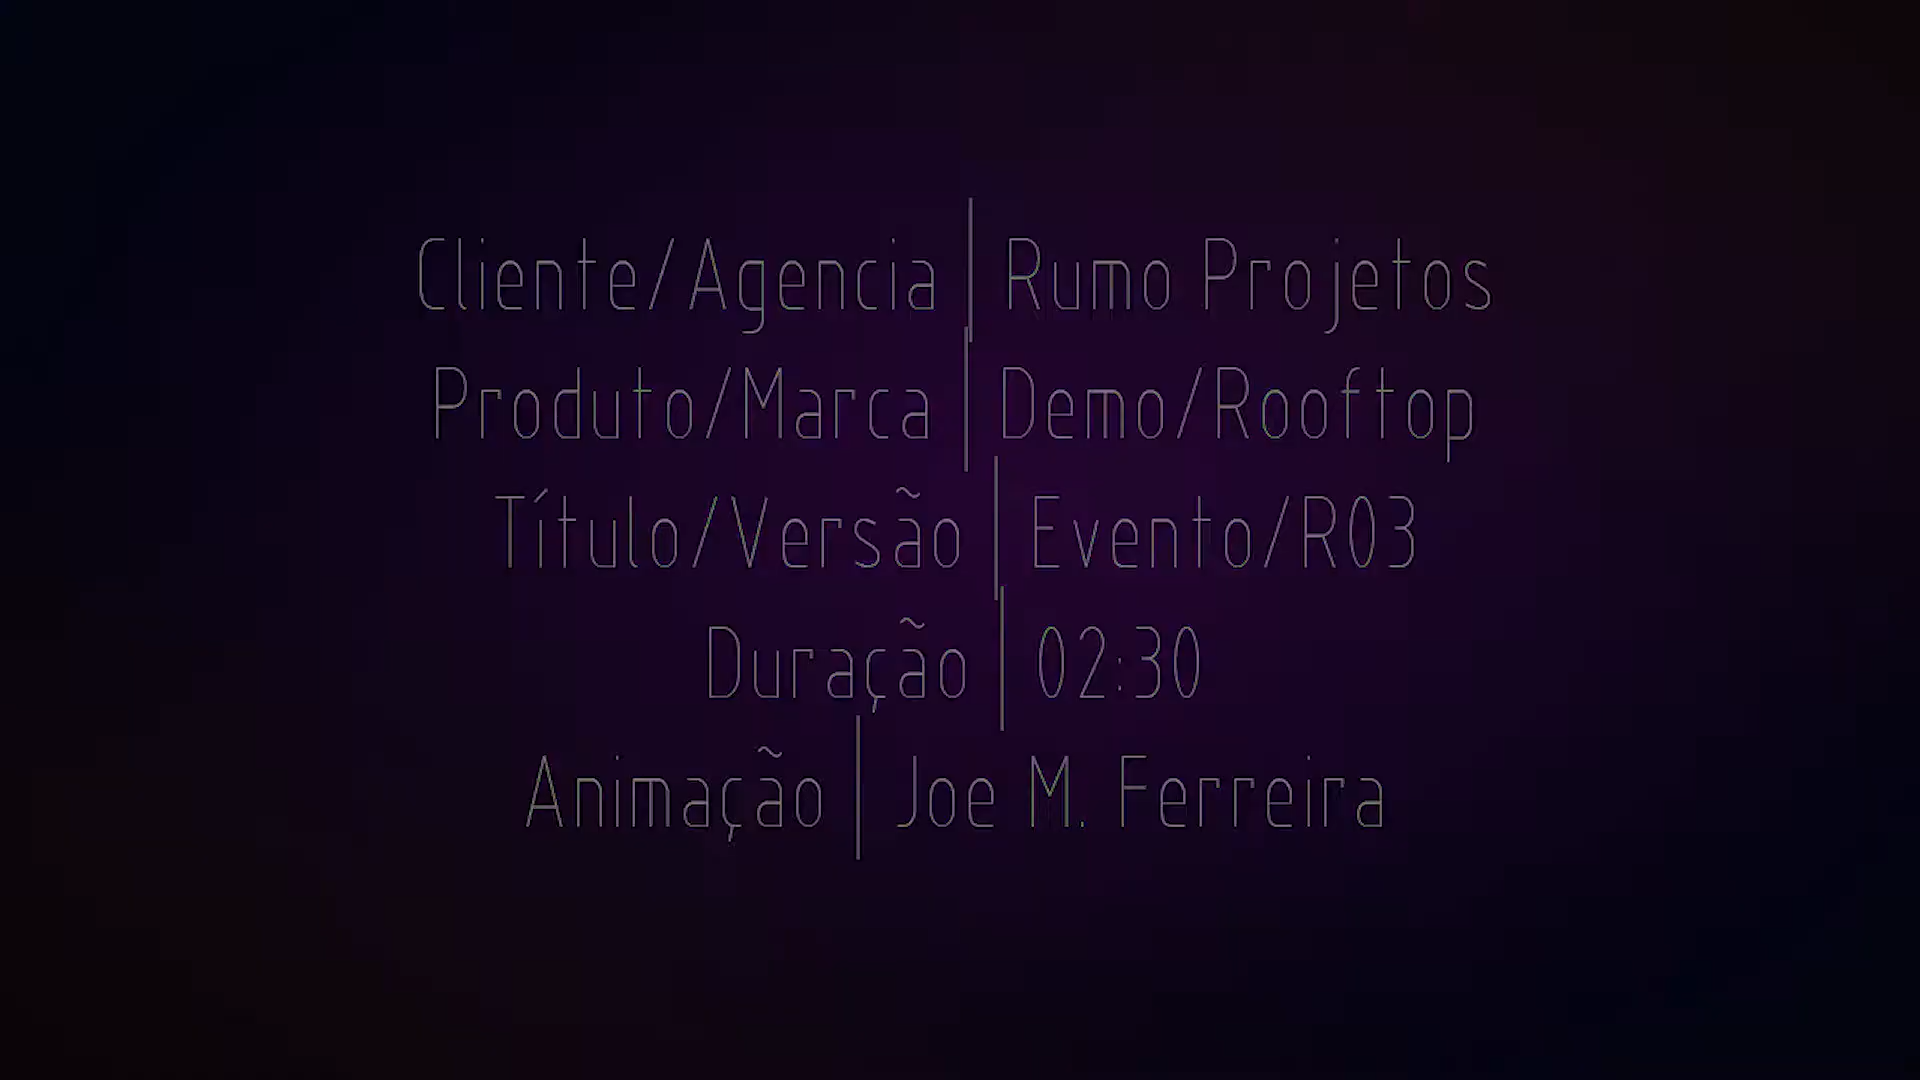 Cliente/Agencia | Rumo Projetos
Produto/Marca | Demo/Rooftop
Título/Versão | Evento/R03
Duração | 02:30
Animação | Joe M. Ferreira